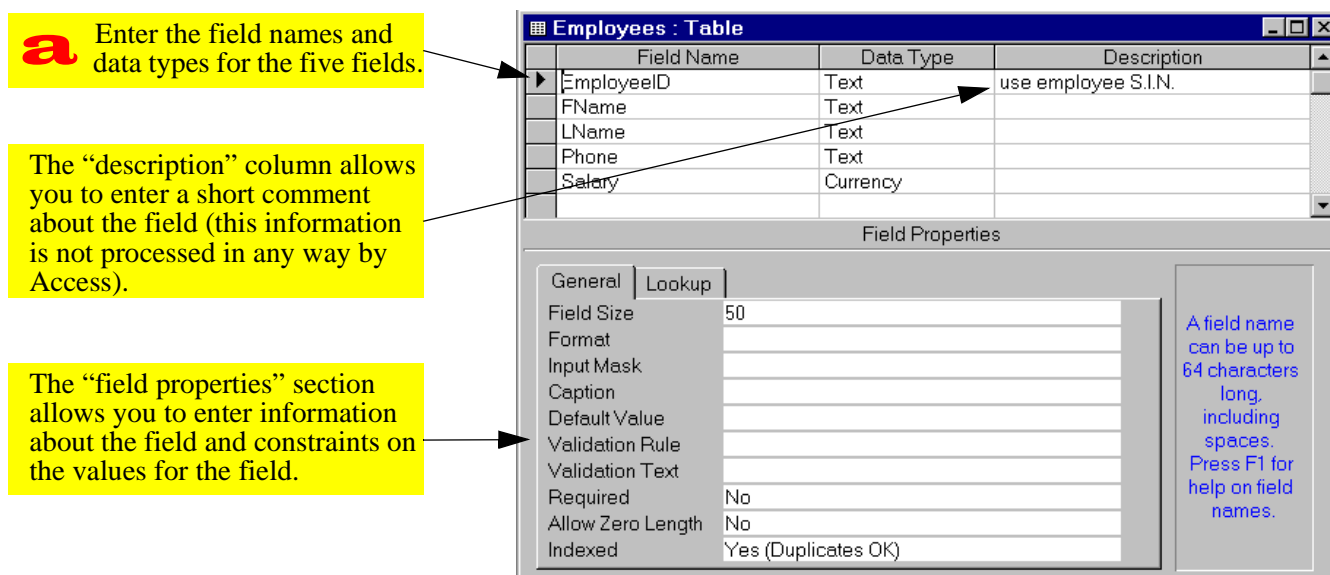 a Enter the field names and
data types for the five fields.
The “description” column allows
you to enter a short comment
about the field (this information
is not processed in any way by
Access).
The “field properties” section
allows you to enter information
about the field and constraints on
the values for the field.
Employees : Table
Field Name Data Type Description
EmployeeID Text use employee S.I.N.
FName Text
LName Text
Phone Text
Salary Currency
Field Properties
General Lookup
Field Size 50
Format
Input Mask
Caption
Default Value
Validation Rule
Validation Text
Required No
Allow Zero Length No
Indexed Yes (Duplicates OK)
A field name
can be up to
64 characters
long,
including
spaces.
Press F1 for
help on field
names.